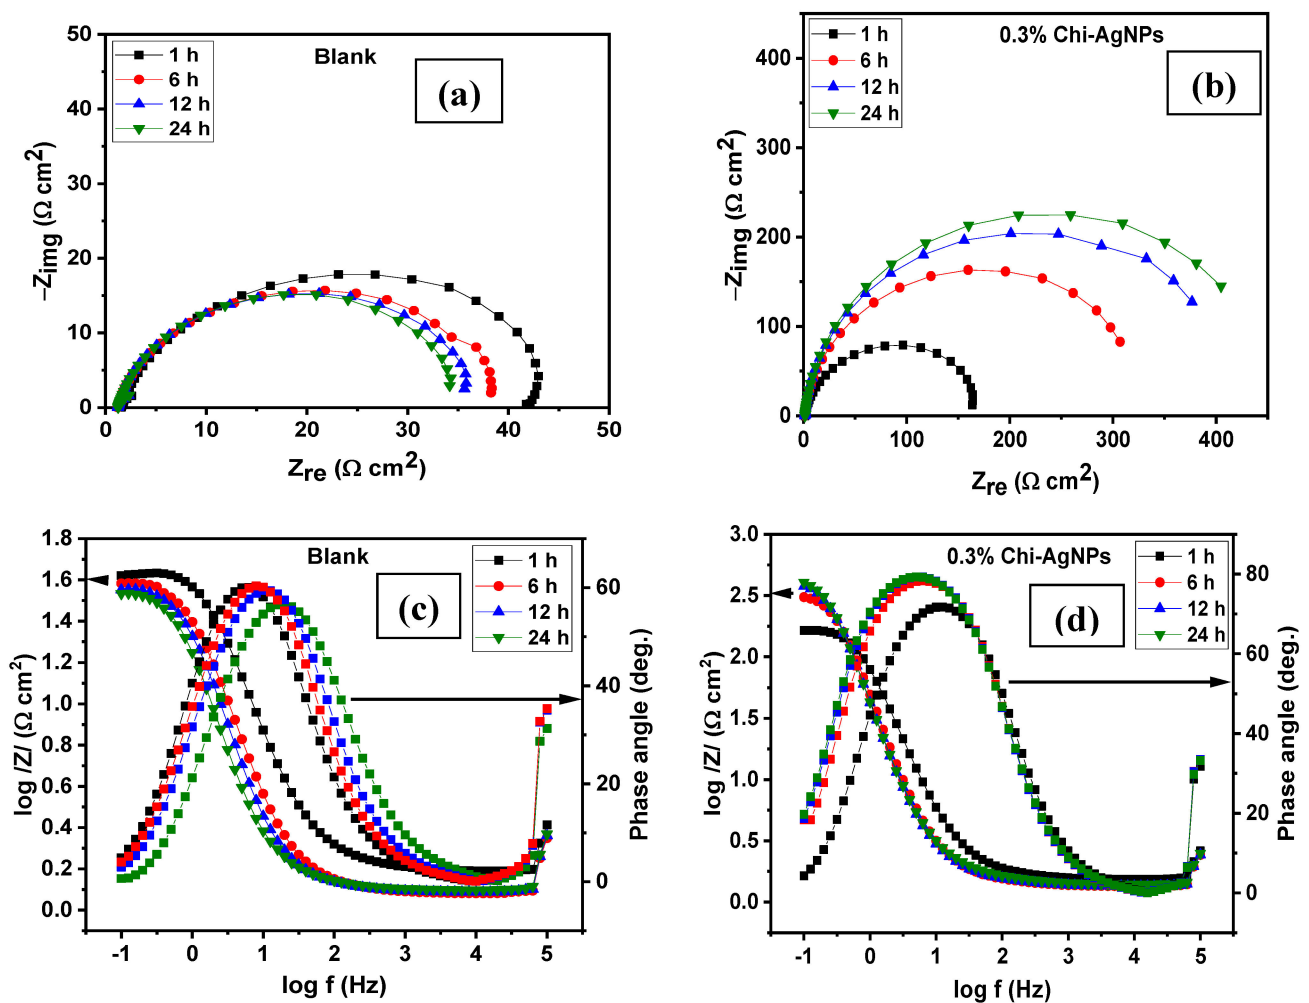 Blank
(a)
1 h
6 h
12 h
24 h
50
40
30
20
10
0
–Zimg (Ω cm2)
0
10
20
30
40
50
Zre (Ω cm2)
0.3% Chi-AgNPs
(b)
1 h
6 h
12 h
24 h
400
300
200
100
0
–Zimg (Ω cm2)
0
100
200
300
400
Zre (Ω cm2)
Blank
(c)
1 h
6 h
12 h
24 h
1.8
1.6
1.4
1.2
1.0
0.8
0.6
0.4
0.2
0.0
log /Z/ (Ω cm2)
60
40
20
0
Phase angle (deg.)
-1
0
1
2
3
4
5
log f (Hz)
0.3% Chi-AgNPs
(d)
1 h
6 h
12 h
24 h
3.0
2.5
2.0
1.5
1.0
0.5
0.0
log /Z/ (Ω cm2)
80
60
40
20
0
Phase angle (deg.)
-1
0
1
2
3
4
5
log f (Hz)